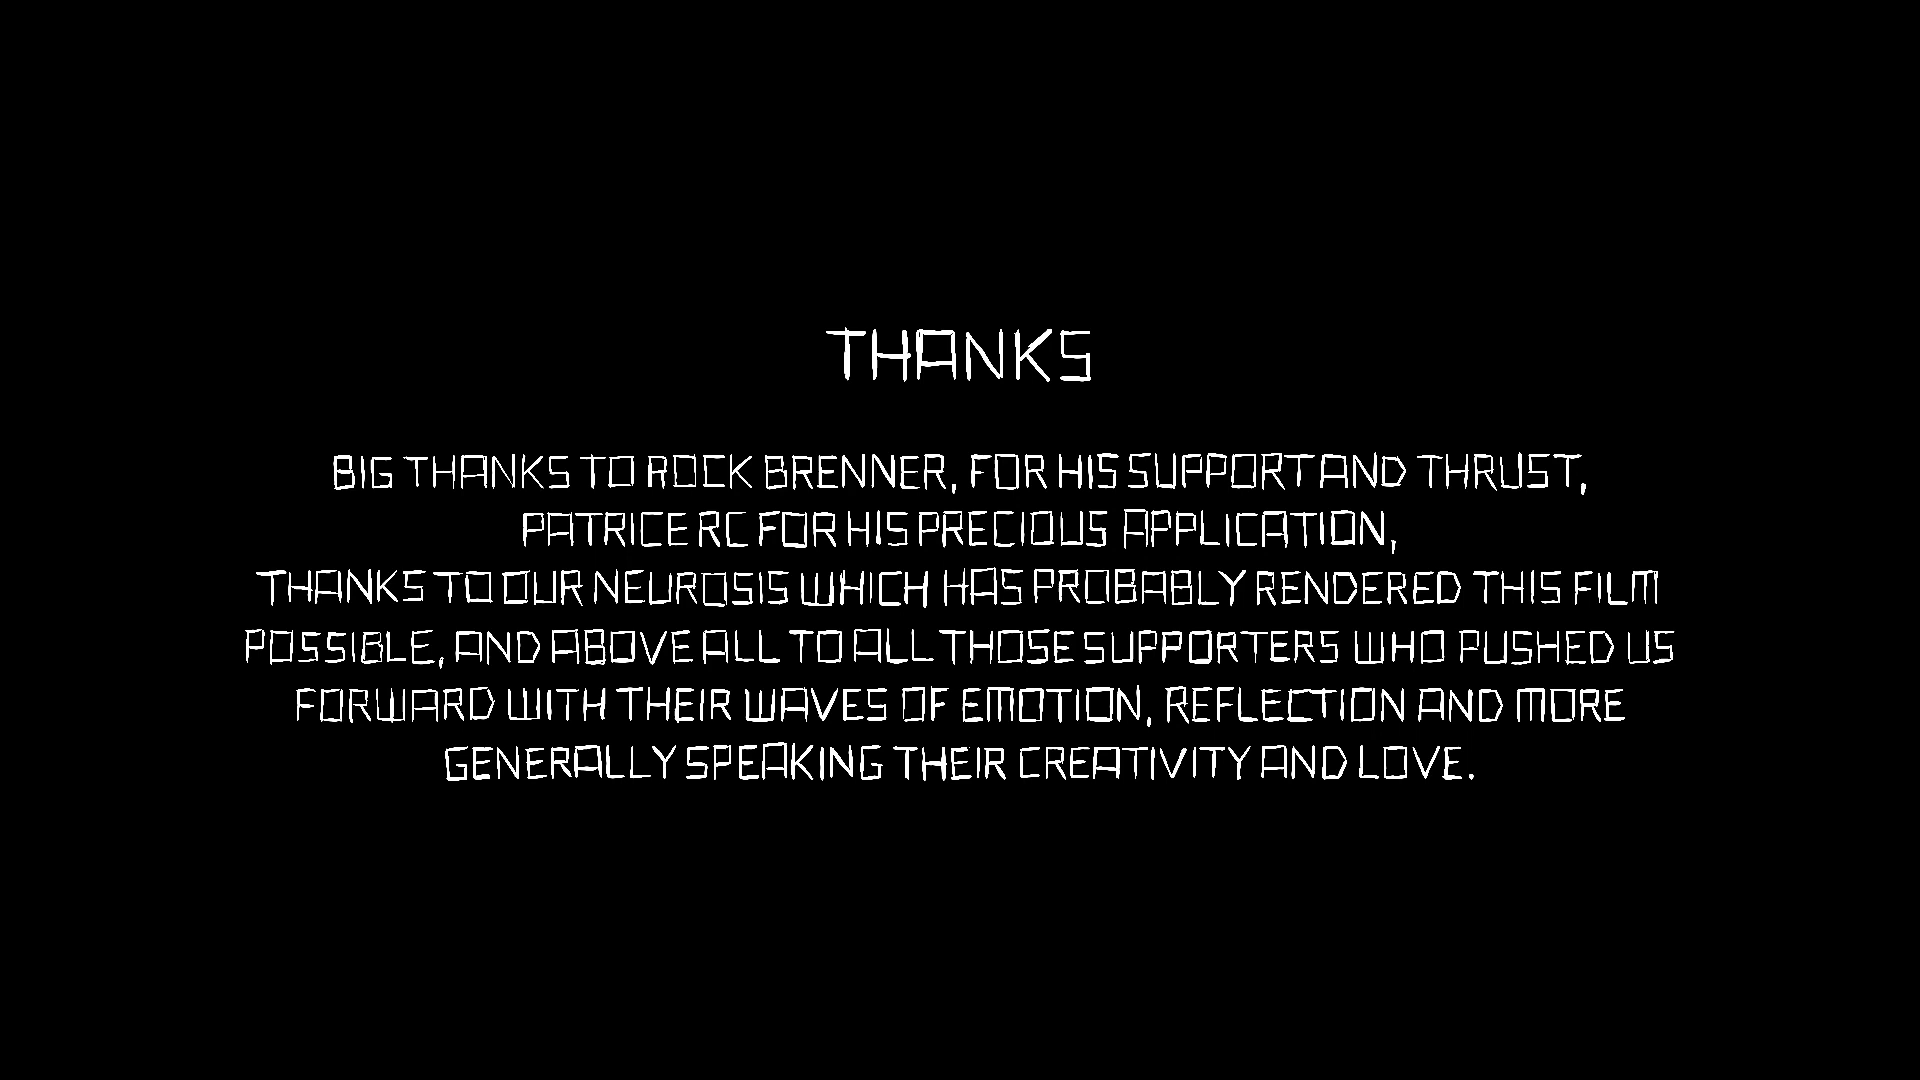 THANKS
BIG THANKS TO ROCK BRENNER, FOR HIS SUPPORT AND THRUST,
PATRICE RC FOR HIS PRECIOUS APPLICATION,
THANKS TO OUR NEUROSIS WHICH HAS PROBABLY RENDERED THIS FILM
POSSIBLE, AND ABOVE ALL TO ALL THOSE SUPPORTERS WHO PUSHED US
FORWARD WITH THEIR WAVES OF EMOTION, REFLECTION AND MORE
GENERALLY SPEAKING THEIR CREATIVITY AND LOVE.